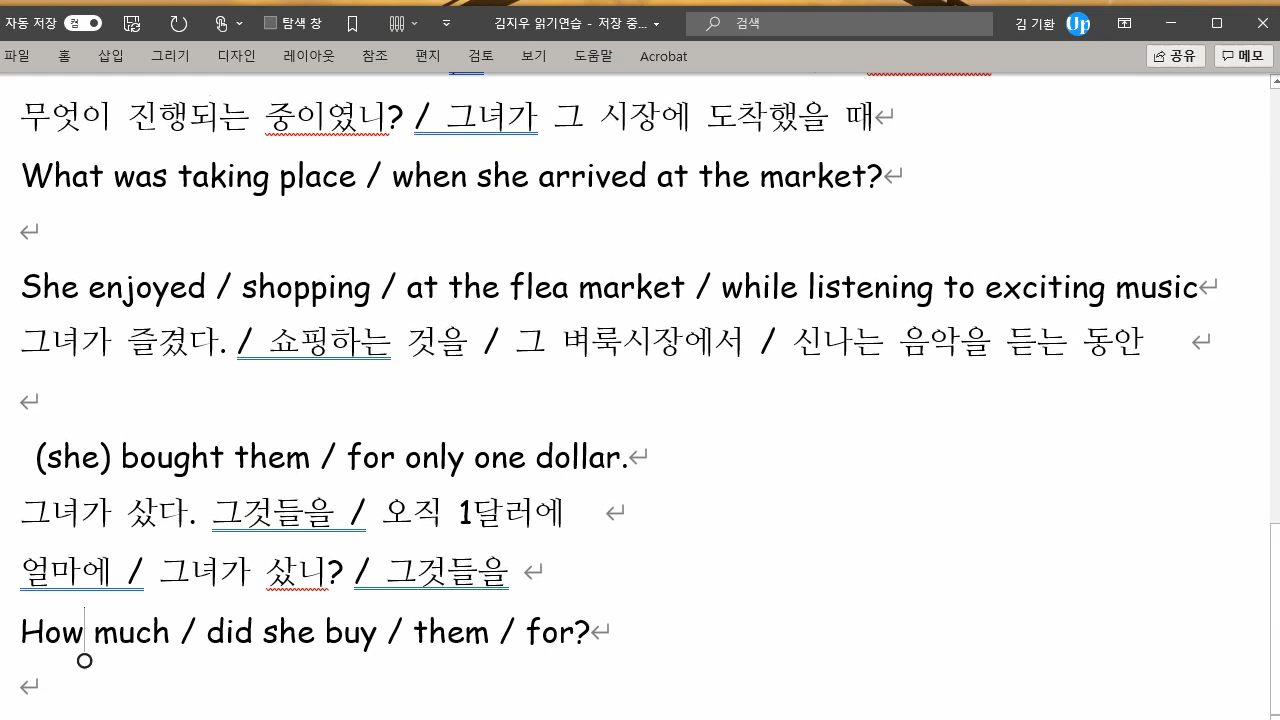 자동 저장 컴 탐색 창 김지우 읽기연습 - 저장 중... 검색 김 기환 Up
파일 홈 삽입 그리기 디자인 레이아웃 참조 편지 검토 보기 도움말 Acrobat 공유 메모
무엇이 진행되는 중이였니? / 그녀가 그 시장에 도착했을 때
What was taking place / when she arrived at the market?
She enjoyed / shopping / at the flea market / while listening to exciting music
그녀가 즐겼다. / 쇼핑하는 것을 / 그 벼룩시장에서 / 신나는 음악을 듣는 동안
(she) bought them / for only one dollar.
그녀가 샀다. 그것들을 / 오직 1달러에
얼마에 / 그녀가 샀니? / 그것들을
How much / did she buy / them / for?